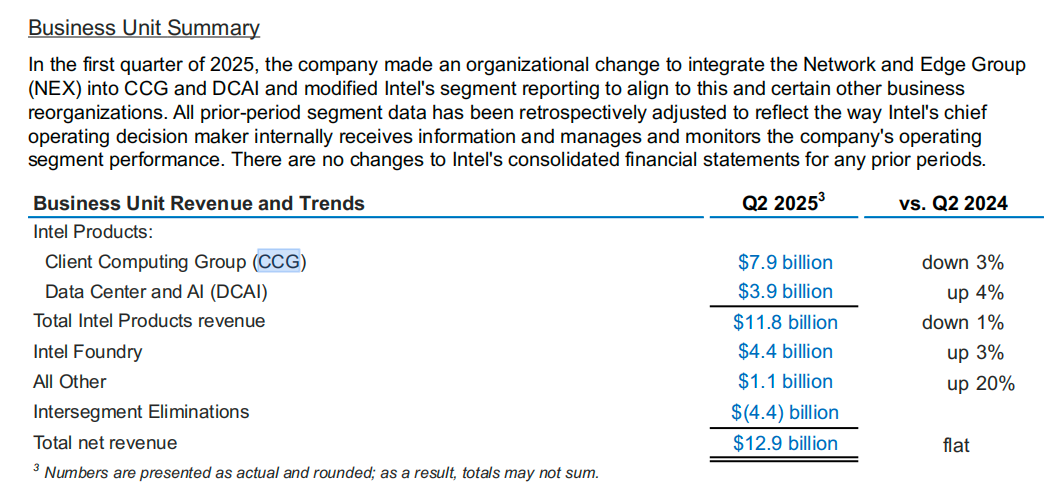 Business Unit Summary
In the first quarter of 2025, the company made an organizational change to integrate the Network and Edge Group
(NEX) into CCG and DCAI and modified Intel's segment reporting to align to this and certain other business
reorganizations. All prior-period segment data has been retrospectively adjusted to reflect the way Intel's chief
operating decision maker internally receives information and manages and monitors the company's operating
segment performance. There are no changes to Intel's consolidated financial statements for any prior periods.
Business Unit Revenue and Trends Q2 2025³ vs. Q2 2024
Intel Products:
Client Computing Group (CCG) $7.9 billion down 3%
Data Center and AI (DCAI) $3.9 billion up 4%
Total Intel Products revenue $11.8 billion down 1%
Intel Foundry $4.4 billion up 3%
All Other $1.1 billion up 20%
Intersegment Eliminations $(4.4) billion
Total net revenue $12.9 billion flat
³ Numbers are presented as actual and rounded; as a result, totals may not sum.